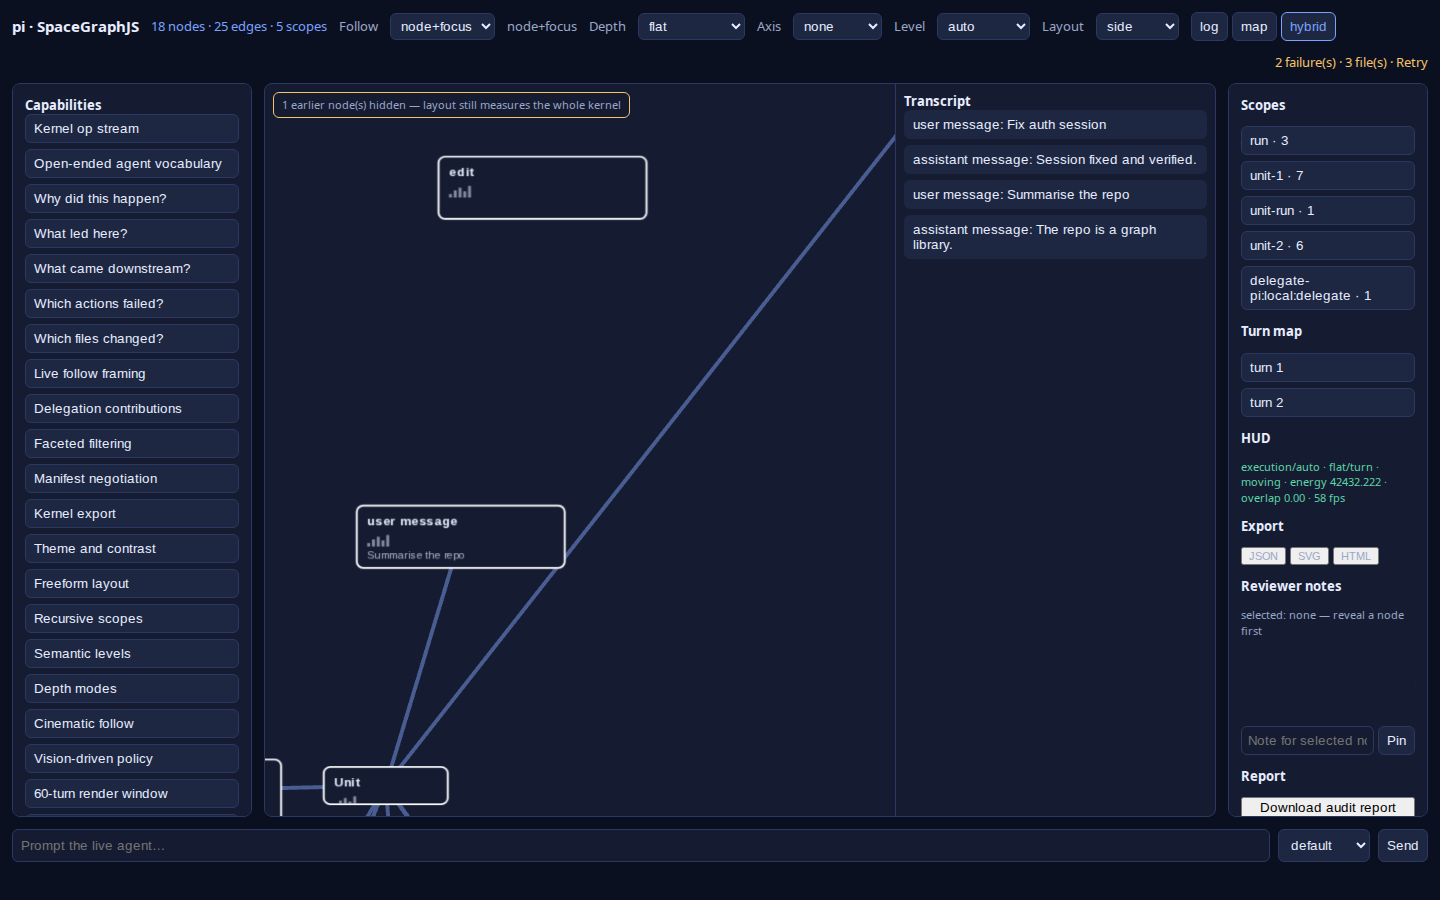 pi · SpaceGraphJS 18 nodes · 25 edges · 5 scopes Follow node+focus node+focus Depth flat Axis none Level auto Layout side log map hybrid
2 failure(s) · 3 file(s) · Retry
Capabilities
Kernel op stream
Open-ended agent vocabulary
Why did this happen?
What led here?
What came downstream?
Which actions failed?
Which files changed?
Live follow framing
Delegation contributions
Faceted filtering
Manifest negotiation
Kernel export
Theme and contrast
Freeform layout
Recursive scopes
Semantic levels
Depth modes
Cinematic follow
Vision-driven policy
60-turn render window
1 earlier node(s) hidden — layout still measures the whole kernel
edit
user message
Summarise the repo
Unit
Transcript
user message: Fix auth session
assistant message: Session fixed and verified.
user message: Summarise the repo
assistant message: The repo is a graph
library.
Scopes
run · 3
unit-1 · 7
unit-run · 1
unit-2 · 6
delegate-
pi:local:delegate · 1
Turn map
turn 1
turn 2
HUD
execution/auto · flat/turn ·
moving · energy 42432.222 ·
overlap 0.00 · 58 fps
Export
JSON SVG HTML
Reviewer notes
selected: none — reveal a node
first
Note for selected no Pin
Report
Download audit report
Prompt the live agent… default Send